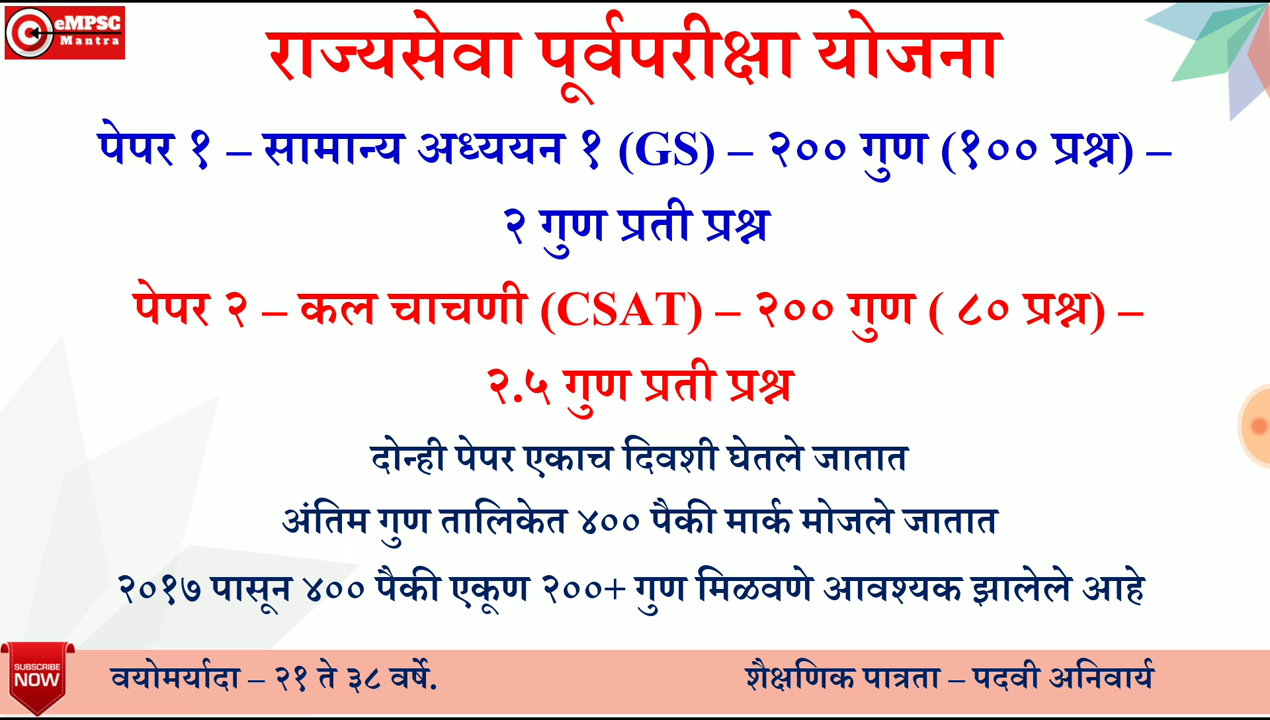 eMPSC
Mantra
राज्यसेवा पूर्वपरीक्षा योजना
पेपर १ – सामान्य अध्ययन १ (GS) – २०० गुण (१०० प्रश्न) –
२ गुण प्रती प्रश्न
पेपर २ – कल चाचणी (CSAT) – २०० गुण ( ८० प्रश्न) –
२.५ गुण प्रती प्रश्न
दोन्ही पेपर एकाच दिवशी घेतले जातात
अंतिम गुण तालिकेत ४०० पैकी मार्क मोजले जातात
२०१७ पासून ४०० पैकी एकूण २००+ गुण मिळवणे आवश्यक झालेले आहे
SUBSCRIBE
NOW
वयोमर्यादा – २१ ते ३८ वर्षे. शैक्षणिक पात्रता – पदवी अनिवार्य